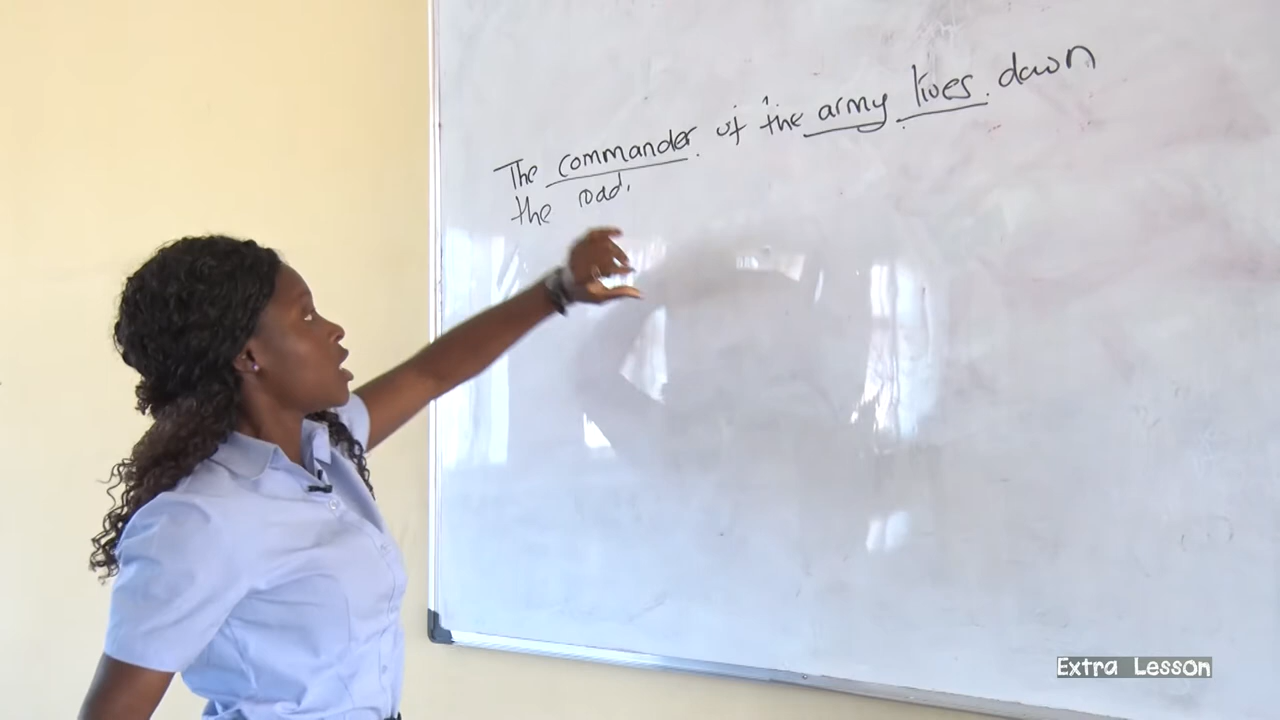 The commander of the army lives down
the road.
Extra Lesson